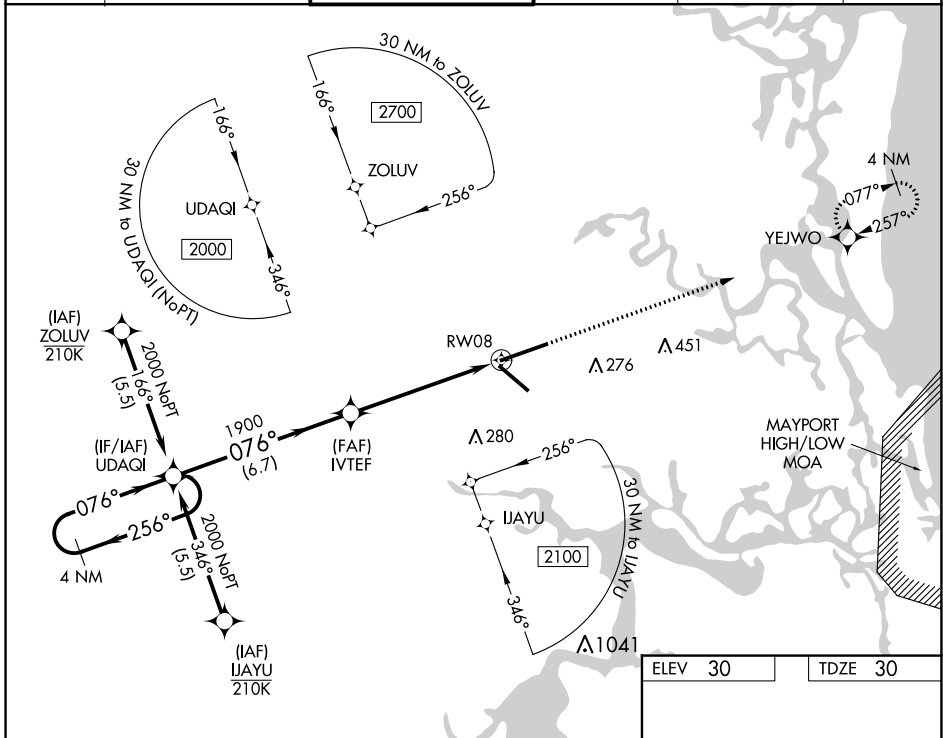 30 NM to ZOLUV
166°
2700
ZOLUV
256°
166°
30 NM to UDAQI (NoPT)
UDAQI
2000
346°
4 NM
077°
257°
YEJWO
(IAF)
ZOLUV
210K
2000 NoPT
166°
(5.5)
RW08
276
451
1900
076°
(6.7)
(FAF)
IVTEF
(IF/IAF)
UDAQI
280
MAYPORT
HIGH/LOW
MOA
076°
256°
4 NM
2000 NoPT
346°
(5.5)
256°
IJAYU
30 NM to IJAYU
2100
346°
(IAF)
IJAYU
210K
1041
ELEV 30
TDZE 30